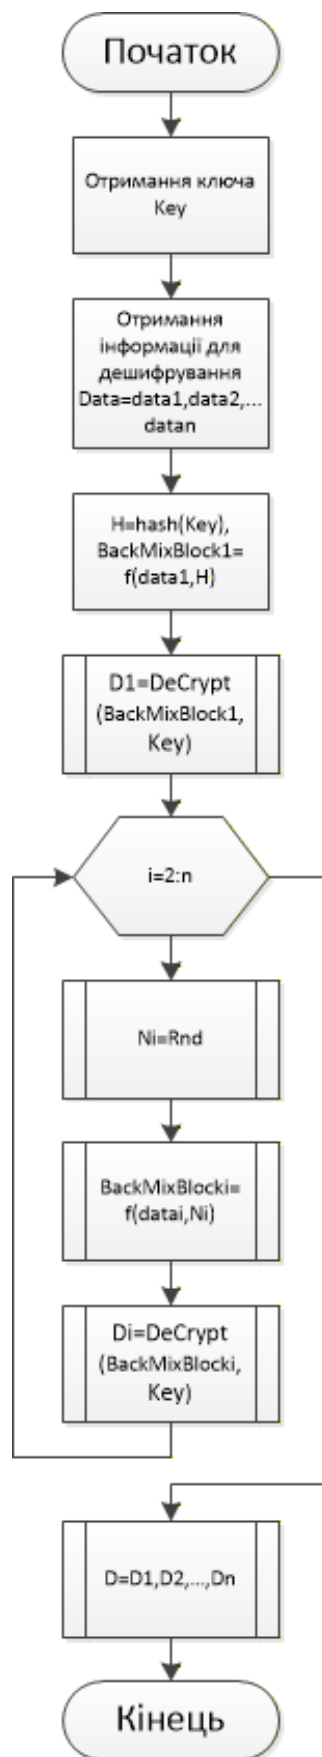 Початок
Отримання ключа
Key
Отримання
інформації для
дешифрування
Data=data1,data2,...
datan
H=hash(Key),
BackMixBlock1=
f(data1,H)
D1=DeCrypt
(BackMixBlock1,
Key)
i=2:n
Ni=Rnd
BackMixBlocki=
f(datai,Ni)
Di=DeCrypt
(BackMixBlocki,
Key)
D=D1,D2,...,Dn
Кінець